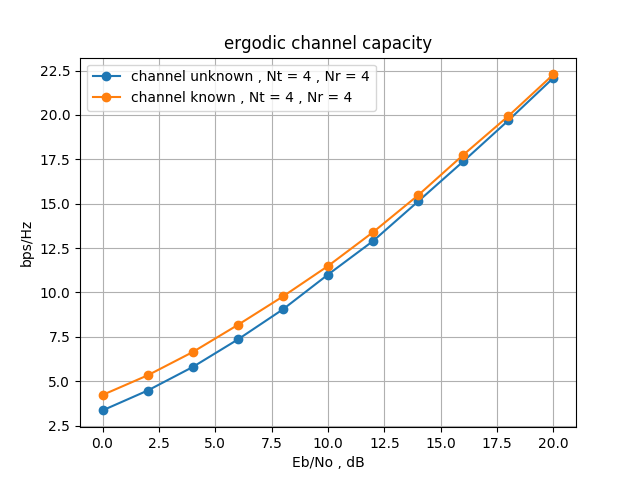 ergodic channel capacity
channel unknown , Nt = 4 , Nr = 4
channel known , Nt = 4 , Nr = 4
22.5
20.0
17.5
15.0
12.5
10.0
7.5
5.0
2.5
bps/Hz
0.0 2.5 5.0 7.5 10.0 12.5 15.0 17.5 20.0
Eb/No , dB